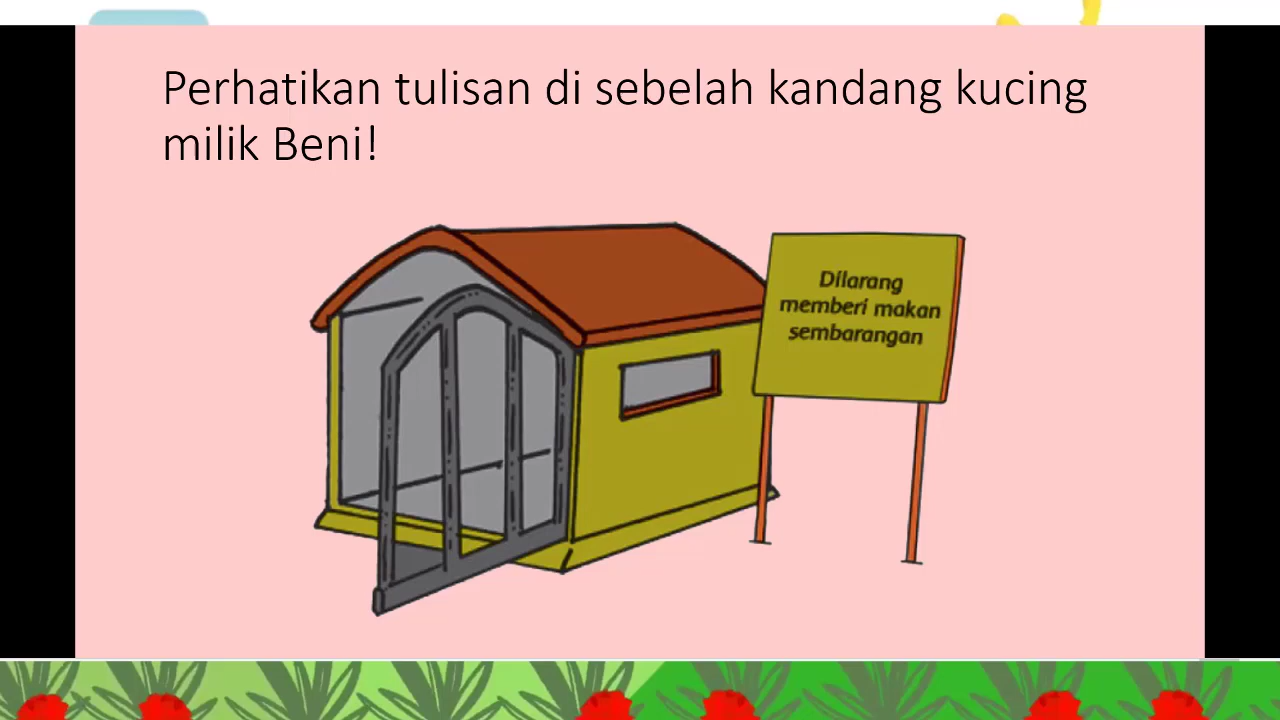 Perhatikan tulisan di sebelah kandang kucing
milik Beni!
Dilarang
memberi makan
sembarangan